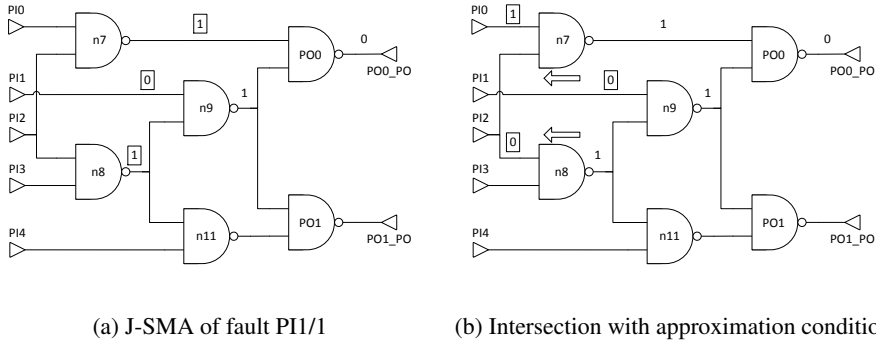 PI0
1
n7
PO0
0
PO0_PO
PI1
0
n9
1
PI2
1
PI3
n8
PI4
n11
PO1
PO1_PO
(a) J-SMA of fault PI1/1
PI0
1
n7
1
PO0
0
PO0_PO
PI1
0
n9
1
PI2
0
PI3
n8
1
PI4
n11
PO1
PO1_PO
(b) Intersection with approximation conditio